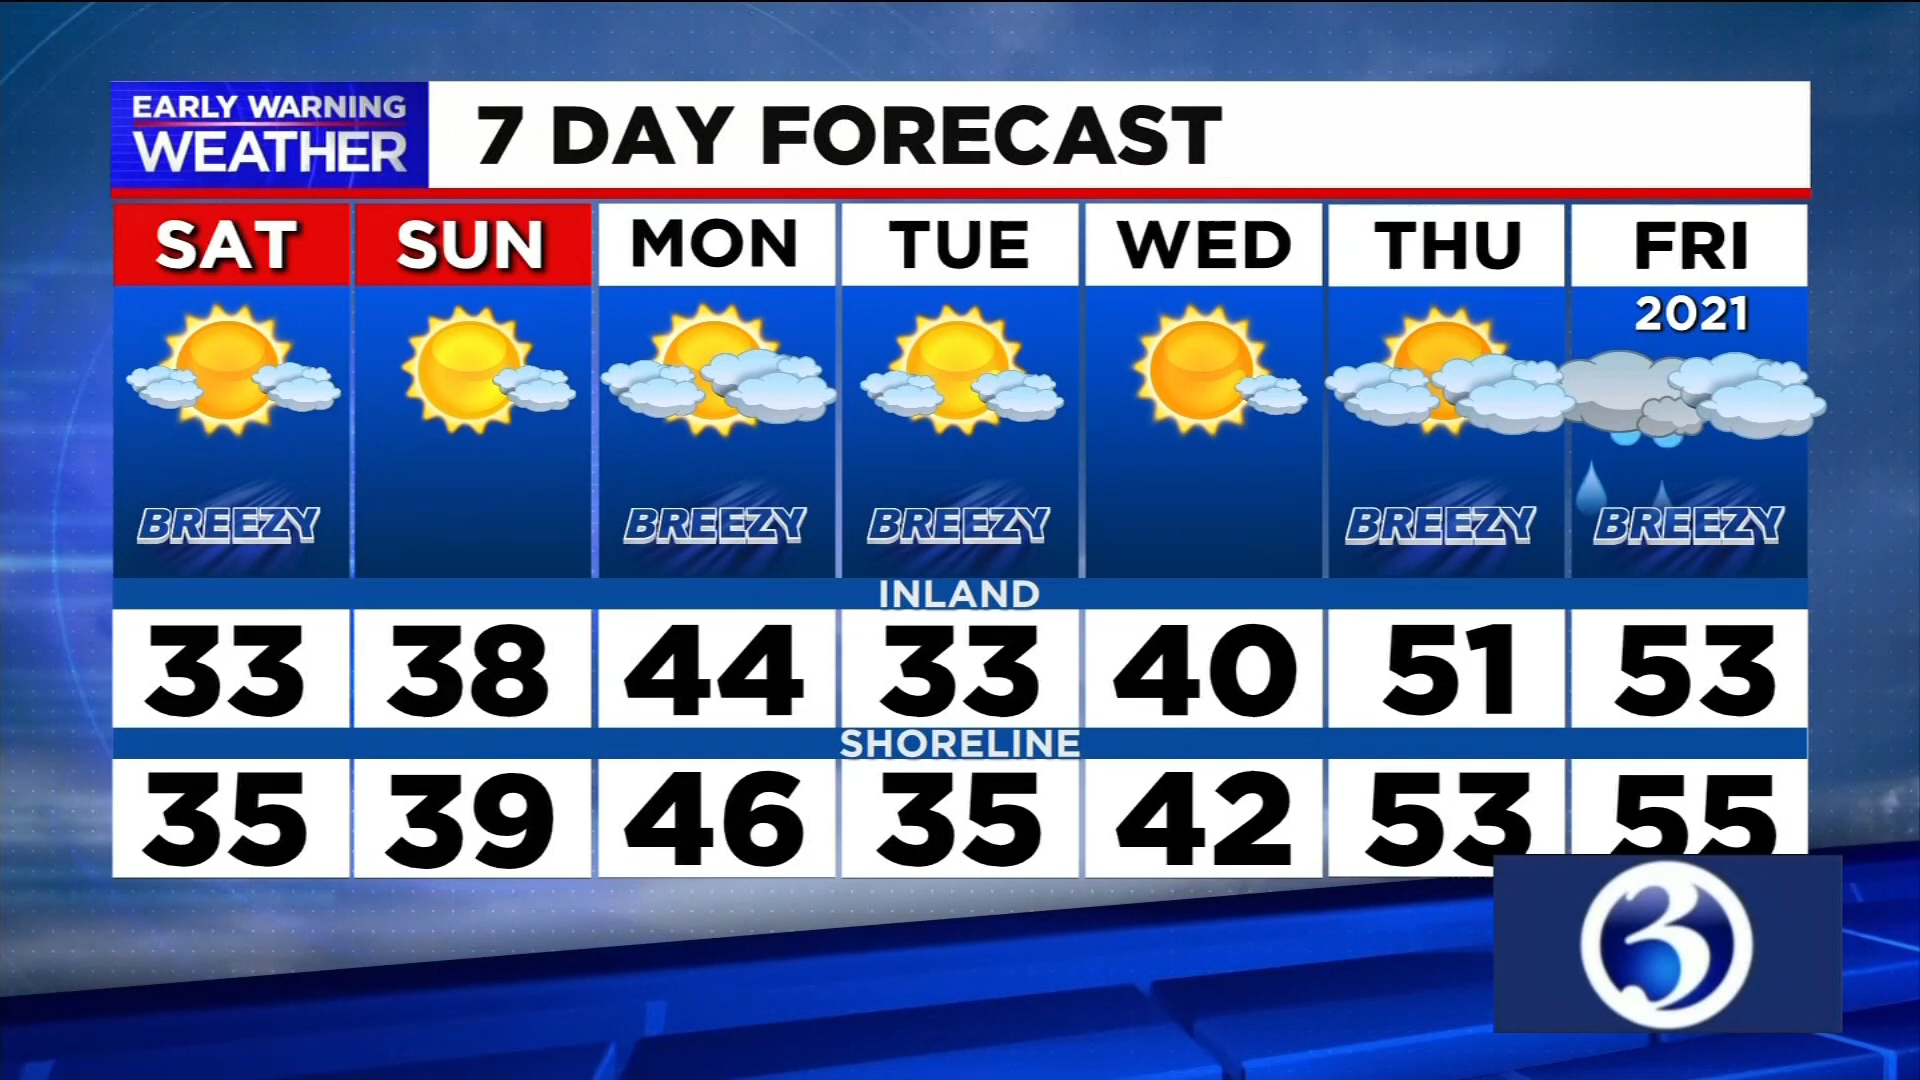 EARLY WARNING
WEATHER
7 DAY FORECAST
SAT SUN MON TUE WED THU FRI
2021
BREEZY BREEZY BREEZY BREEZY BREEZY
INLAND
33 38 44 33 40 51 53
SHORELINE
35 39 46 35 42 53 55
3